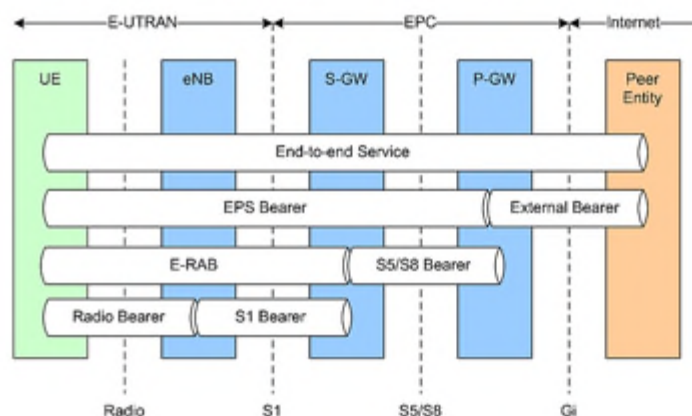 E-UTRAN EPC Internet
UE eNB S-GW P-GW Peer
Entity
End-to-end Service
EPS Bearer External Bearer
E-RAB S5/S8 Bearer
Radio Bearer S1 Bearer
Radio S1 S5/S8 Gi